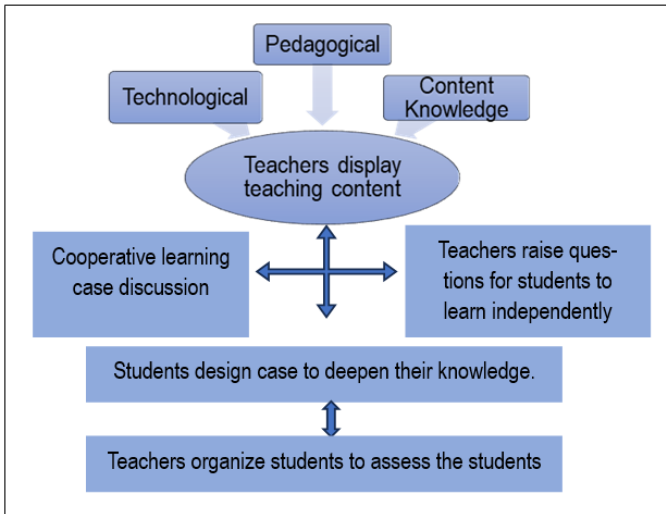 Pedagogical
Technological
Content
Knowledge
Teachers display
teaching content
Cooperative learning
case discussion
Teachers raise ques-
tions for students to
learn independently
Students design case to deepen their knowledge.
Teachers organize students to assess the students